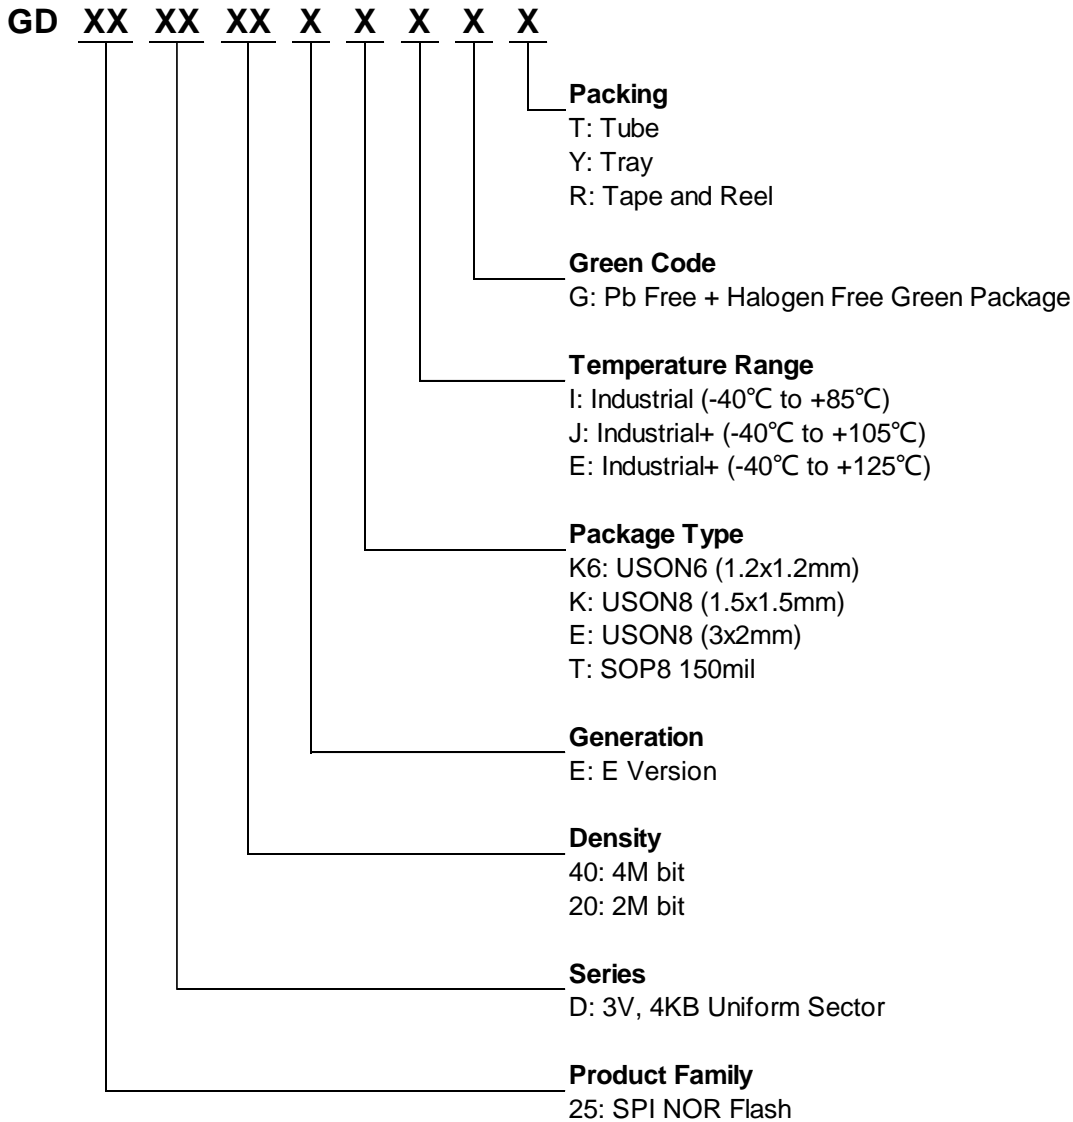 GD XX XX XX X X X X X
Packing
T: Tube
Y: Tray
R: Tape and Reel
Green Code
G: Pb Free + Halogen Free Green Package
Temperature Range
I: Industrial (-40℃ to +85℃)
J: Industrial+ (-40℃ to +105℃)
E: Industrial+ (-40℃ to +125℃)
Package Type
K6: USON6 (1.2x1.2mm)
K: USON8 (1.5x1.5mm)
E: USON8 (3x2mm)
T: SOP8 150mil
Generation
E: E Version
Density
40: 4M bit
20: 2M bit
Series
D: 3V, 4KB Uniform Sector
Product Family
25: SPI NOR Flash